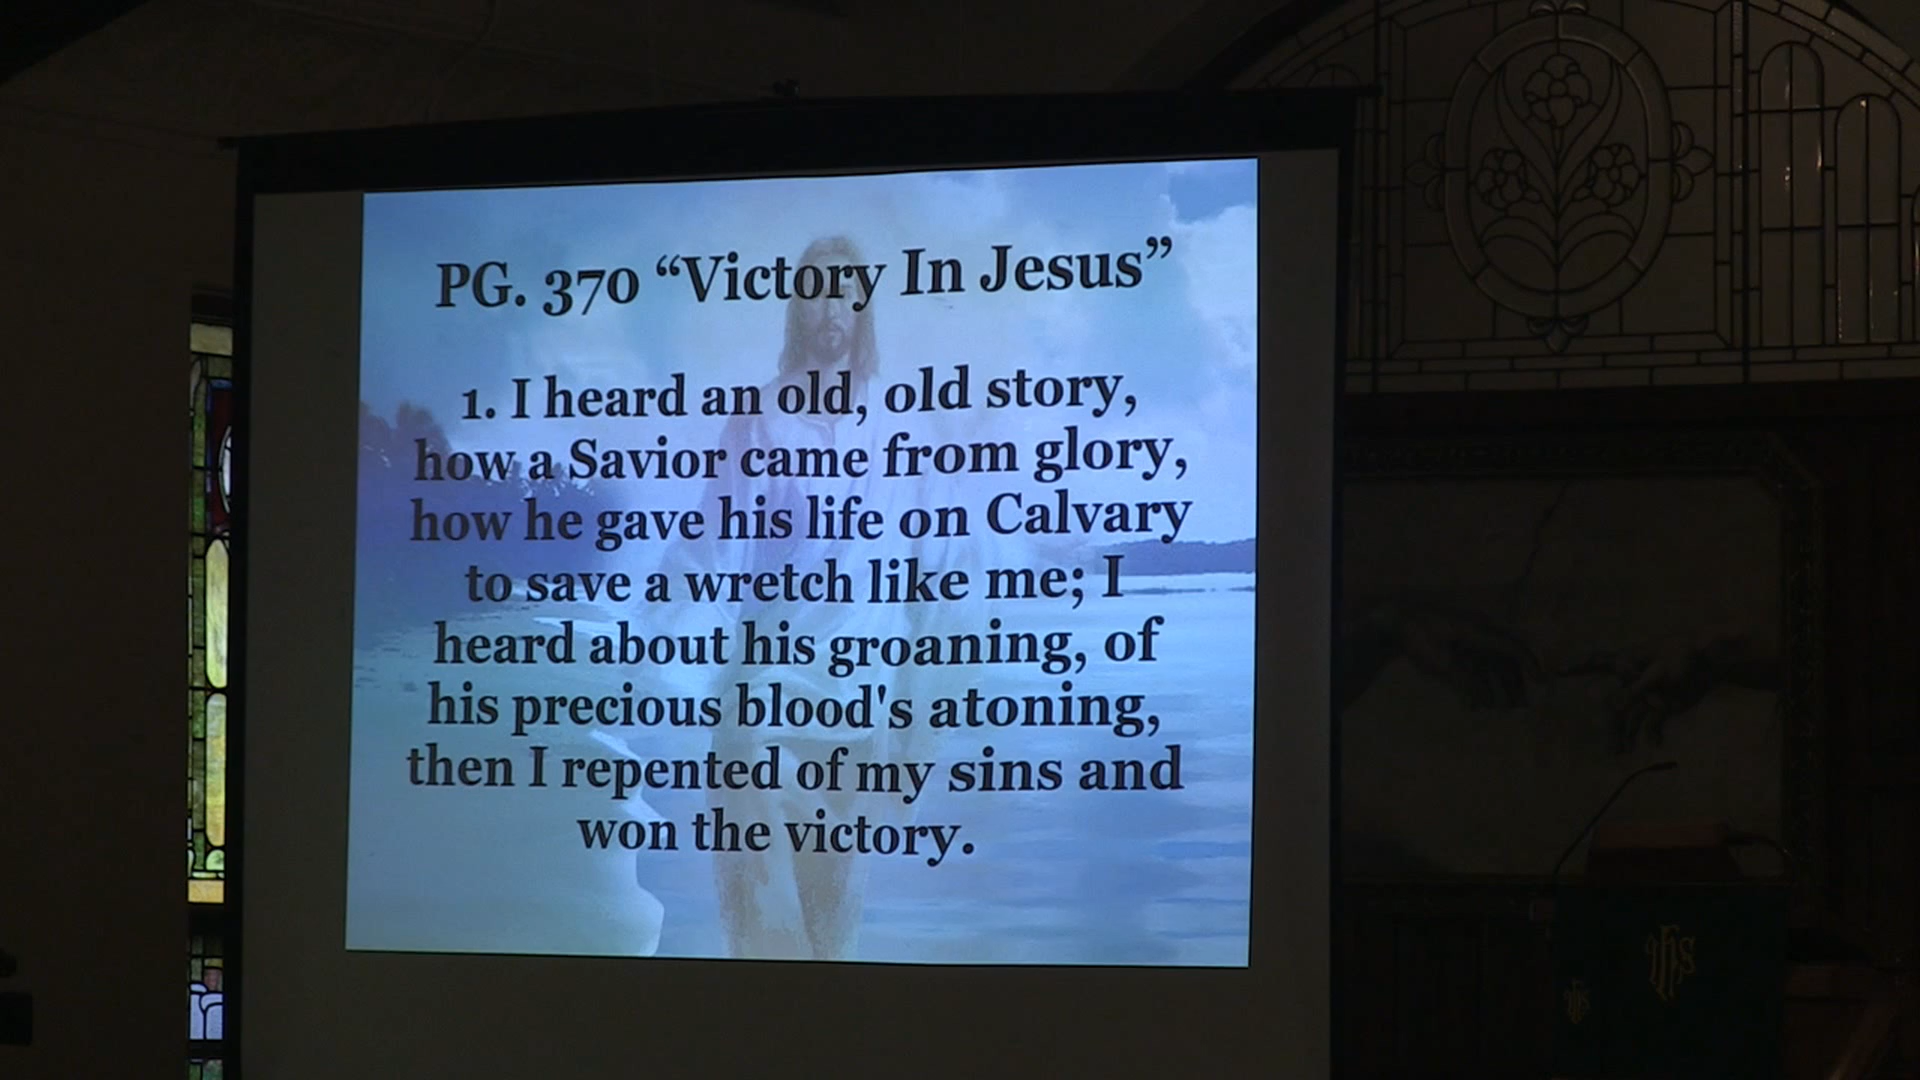 PG. 370 “Victory In Jesus”
1. I heard an old, old story,
how a Savior came from glory,
how he gave his life on Calvary
to save a wretch like me; I
heard about his groaning, of
his precious blood's atoning,
then I repented of my sins and
won the victory.
IHS
IHS